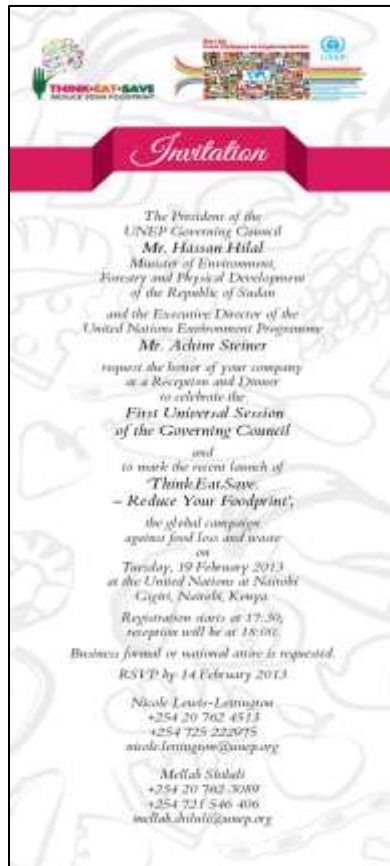 THINK•EAT•SAVE
REDUCE YOUR FOODPRINT
UNEP
Invitation
The President of the
UNEP Governing Council
Mr. Hassan Hilal
Minister of Environment,
Forestry and Physical Development
of the Republic of Sudan
and the Executive Director of the
United Nations Environment Programme
Mr. Achim Steiner
request the honor of your company
at a Reception and Dinner
to celebrate the
First Universal Session
of the Governing Council
and
to mark the recent launch of
'Think.Eat.Save.
– Reduce Your Foodprint',
the global campaign
against food loss and waste
on
Tuesday, 19 February 2013
at the United Nations at Nairobi
Gigiri, Nairobi, Kenya.
Registration starts at 17:30,
reception will be at 18:00.
Business formal or national attire is requested.
RSVP by 14 February 2013
Nicole Lewis-Lettington
+254 20 762 4513
+254 725 222075
nicole.lettington@unep.org
Mellab Shihuli
+254 20 762 3089
+254 721 546 406